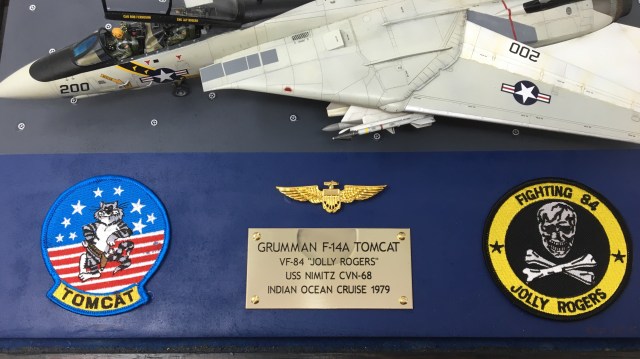 200
002
TOMCAT
GRUMMAN F-14A TOMCAT
VF-84 "JOLLY ROGERS"
USS NIMITZ CVN-68
INDIAN OCEAN CRUISE 1979
FIGHTING 84
JOLLY ROGERS